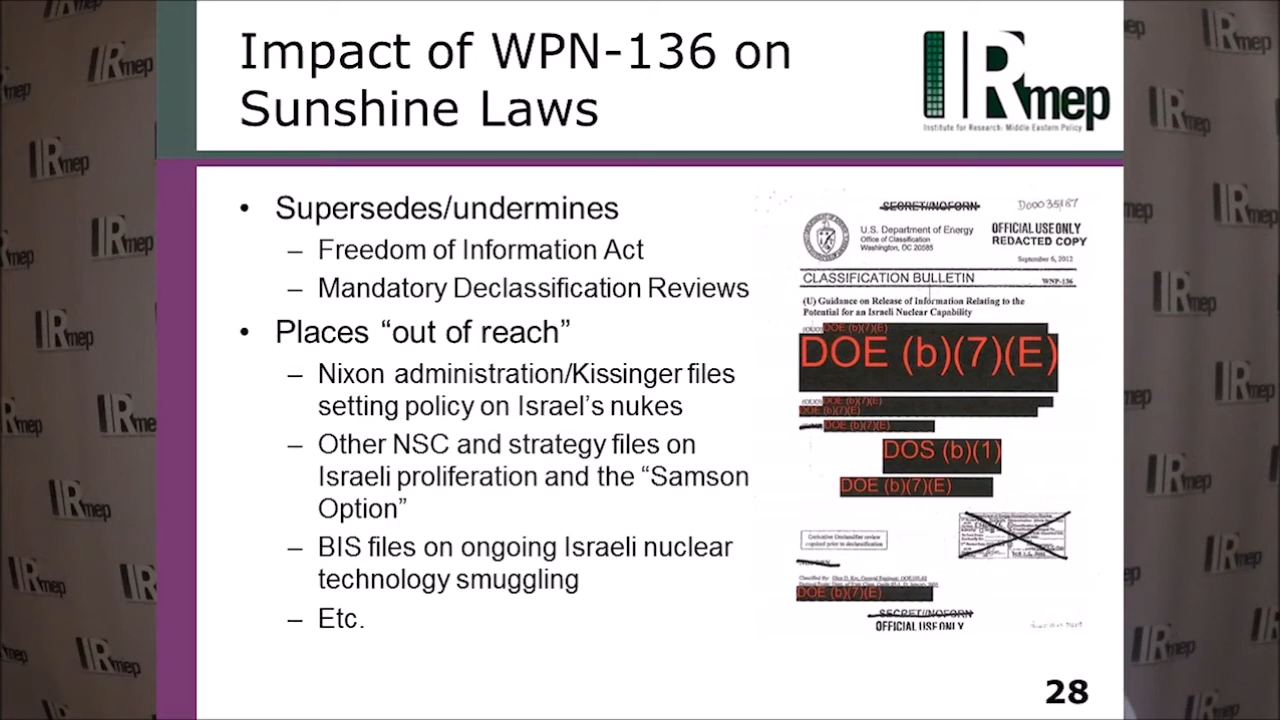 Impact of WPN-136 on
Sunshine Laws
IRmep
Institute for Research: Middle Eastern Policy
• Supersedes/undermines
– Freedom of Information Act
– Mandatory Declassification Reviews
• Places “out of reach”
– Nixon administration/Kissinger files
setting policy on Israel’s nukes
– Other NSC and strategy files on
Israeli proliferation and the “Samson
Option”
– BIS files on ongoing Israeli nuclear
technology smuggling
– Etc.
SECRET//NOFORN
U.S. Department of Energy
Office of Classification
Washington, DC 20585
OFFICIAL USE ONLY
REDACTED COPY
September 6, 2012
CLASSIFICATION BULLETIN
WNP-136
(U) Guidance on Release of Information Relating to the
Potential for an Israeli Nuclear Capability
DOE (b)(7)(E)
DOE (b)(7)(E)
DOE (b)(7)(E)
DOE (b)(7)(E)
DOE (b)(7)(E)
DOS (b)(1)
DOE (b)(7)(E)
DOE (b)(7)(E)
SECRET//NOFORN
OFFICIAL USE ONLY
28